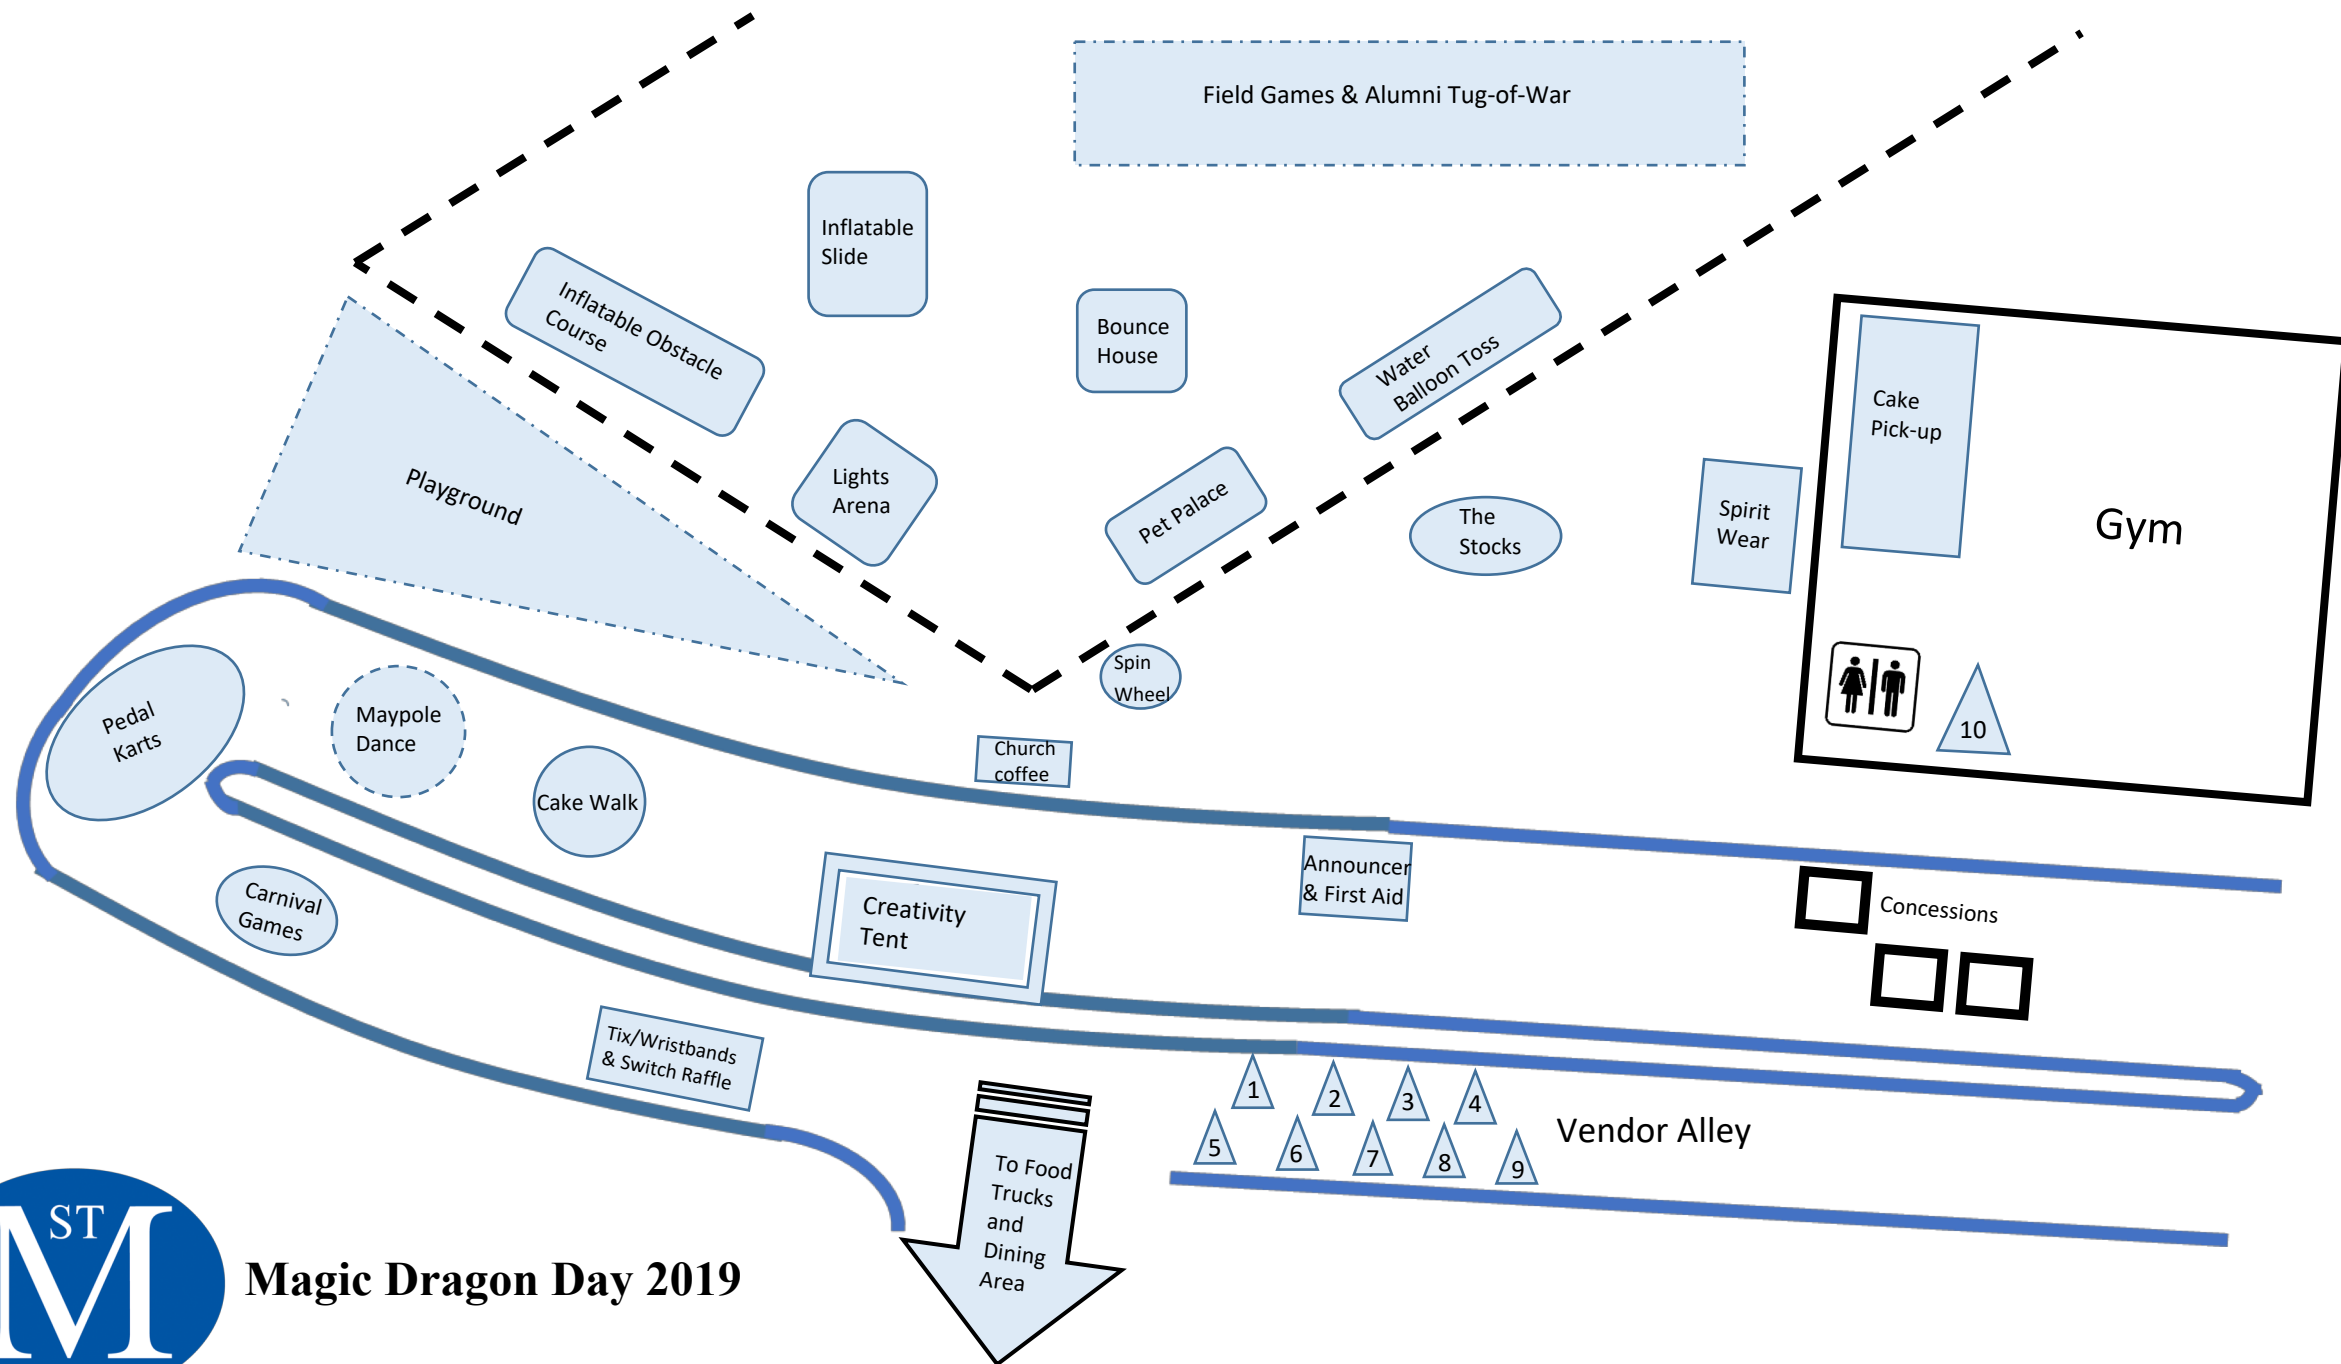 Field Games & Alumni Tug-of-War
Inflatable
Slide
Inflatable Obstacle
Course
Bounce
House
Water
Balloon Toss
Cake
Pick-up
Lights
Arena
Playground
Pet Palace
The
Stocks
Spirit
Wear
Gym
Spin
Wheel
Pedal
Karts
Maypole
Dance
10
Church
coffee
Cake Walk
Announcer
& First Aid
Carnival
Games
Creativity
Tent
Concessions
Tix/Wristbands
& Switch Raffle
1
2
3
4
Vendor Alley
5
6
7
8
9
To Food
Trucks
and
Dining
Area
ST
M
Magic Dragon Day 2019